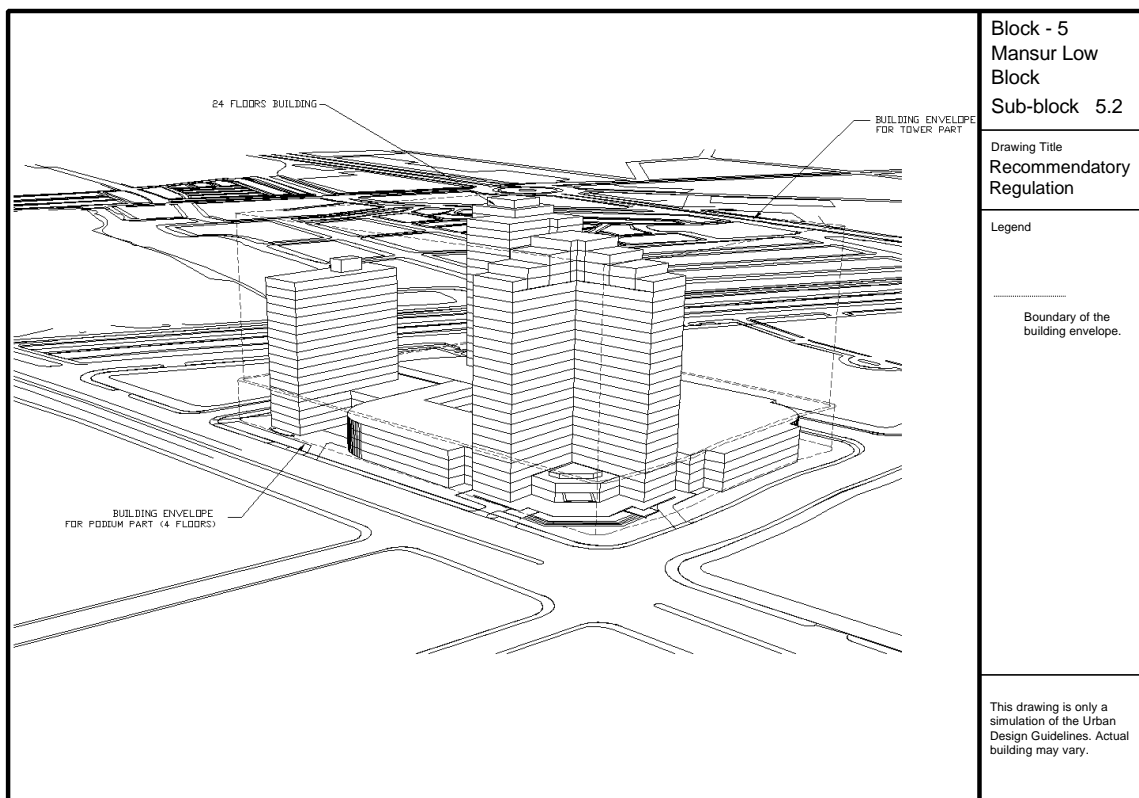 24 FLOORS BUILDING
BUILDING ENVELOPE
FOR TOWER PART
BUILDING ENVELOPE
FOR PODIUM PART (4 FLOORS)
Block - 5
Mansur Low
Block
Sub-block 5.2
Drawing Title
Recommendatory
Regulation
Legend
Boundary of the
building envelope.
This drawing is only a
simulation of the Urban
Design Guidelines. Actual
building may vary.